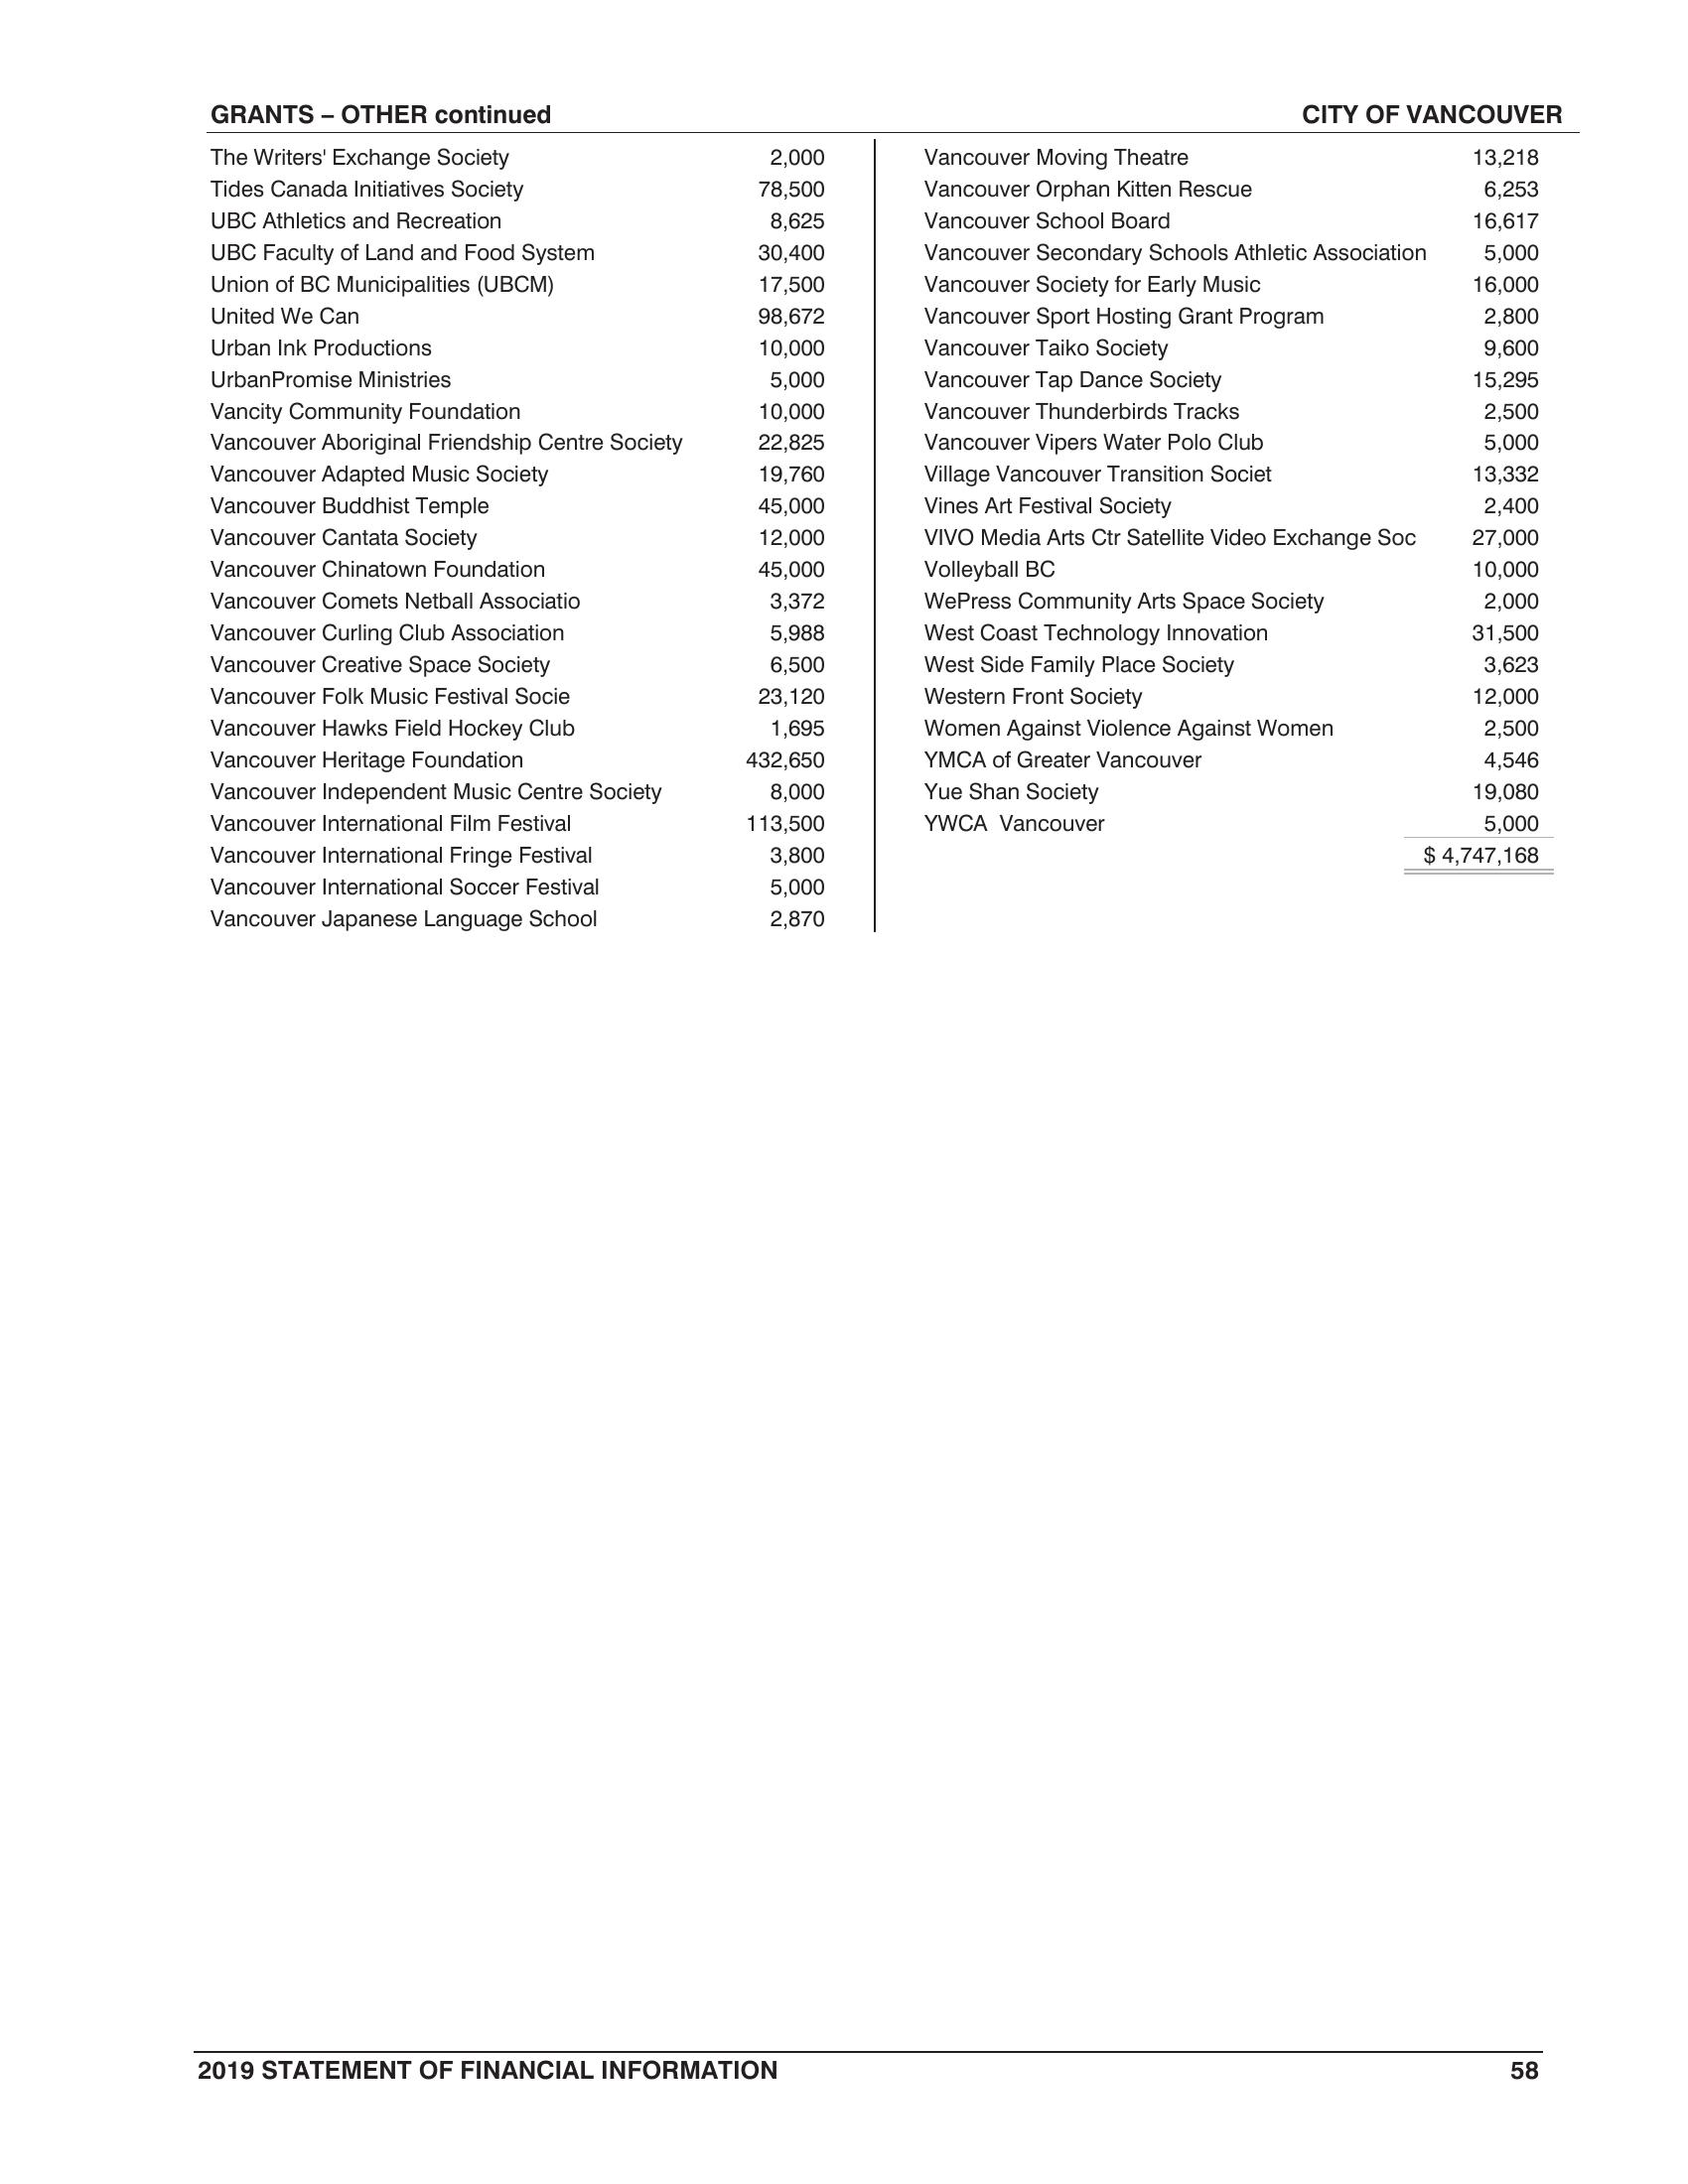 GRANTS – OTHER continued CITY OF VANCOUVER
The Writers' Exchange Society 2,000
Tides Canada Initiatives Society 78,500
UBC Athletics and Recreation 8,625
UBC Faculty of Land and Food System 30,400
Union of BC Municipalities (UBCM) 17,500
United We Can 98,672
Urban Ink Productions 10,000
UrbanPromise Ministries 5,000
Vancity Community Foundation 10,000
Vancouver Aboriginal Friendship Centre Society 22,825
Vancouver Adapted Music Society 19,760
Vancouver Buddhist Temple 45,000
Vancouver Cantata Society 12,000
Vancouver Chinatown Foundation 45,000
Vancouver Comets Netball Associatio 3,372
Vancouver Curling Club Association 5,988
Vancouver Creative Space Society 6,500
Vancouver Folk Music Festival Socie 23,120
Vancouver Hawks Field Hockey Club 1,695
Vancouver Heritage Foundation 432,650
Vancouver Independent Music Centre Society 8,000
Vancouver International Film Festival 113,500
Vancouver International Fringe Festival 3,800
Vancouver International Soccer Festival 5,000
Vancouver Japanese Language School 2,870
Vancouver Moving Theatre 13,218
Vancouver Orphan Kitten Rescue 6,253
Vancouver School Board 16,617
Vancouver Secondary Schools Athletic Association 5,000
Vancouver Society for Early Music 16,000
Vancouver Sport Hosting Grant Program 2,800
Vancouver Taiko Society 9,600
Vancouver Tap Dance Society 15,295
Vancouver Thunderbirds Tracks 2,500
Vancouver Vipers Water Polo Club 5,000
Village Vancouver Transition Societ 13,332
Vines Art Festival Society 2,400
VIVO Media Arts Ctr Satellite Video Exchange Soc 27,000
Volleyball BC 10,000
WePress Community Arts Space Society 2,000
West Coast Technology Innovation 31,500
West Side Family Place Society 3,623
Western Front Society 12,000
Women Against Violence Against Women 2,500
YMCA of Greater Vancouver 4,546
Yue Shan Society 19,080
YWCA  Vancouver 5,000
$ 4,747,168
2019 STATEMENT OF FINANCIAL INFORMATION 58